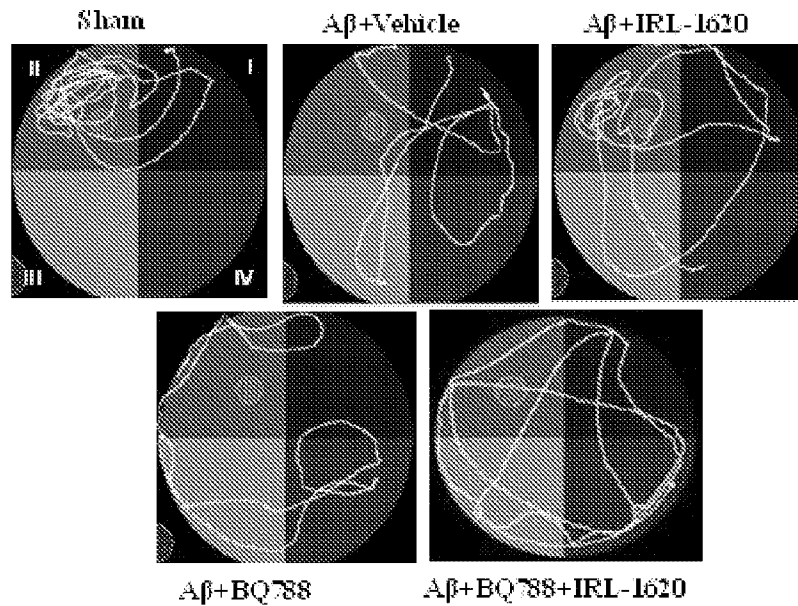 Sham
Aβ+Vehicle
Aβ+IRL-1620
II
I
III
IV
Aβ+BQ788
Aβ+BQ788+IRL-1620